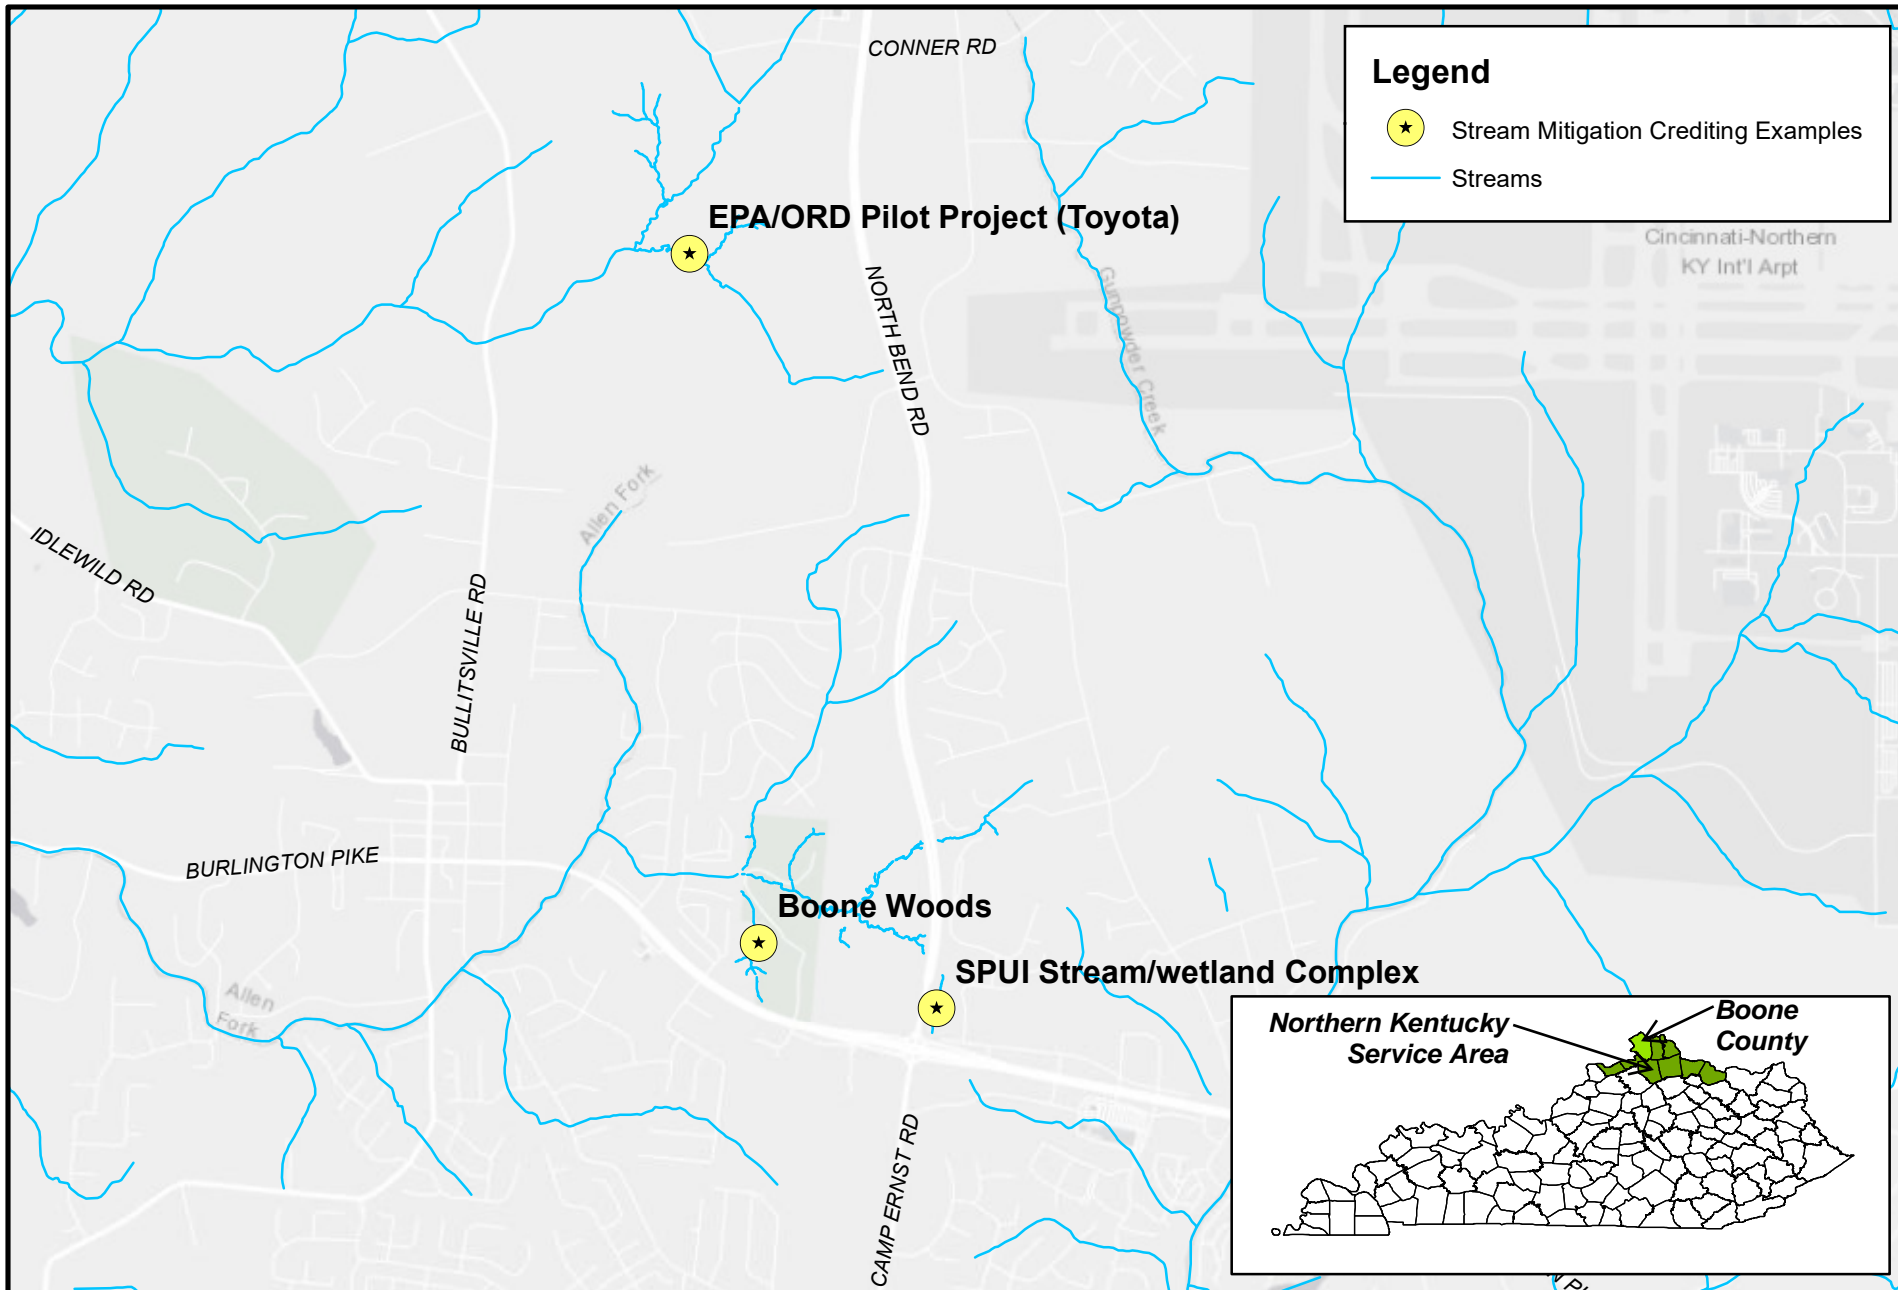 CONNER RD
Legend
Stream Mitigation Crediting Examples
Streams
EPA/ORD Pilot Project (Toyota)
Cincinnati-Northern
KY Int'l Arpt
NORTH BEND RD
Gunpowder Creek
Allen Fork
IDLEWILD RD
BULLITSVILLE RD
BURLINGTON PIKE
Boone Woods
SPUI Stream/wetland Complex
Allen
Fork
Northern Kentucky
Service Area
Boone
County
CAMP ERNST RD